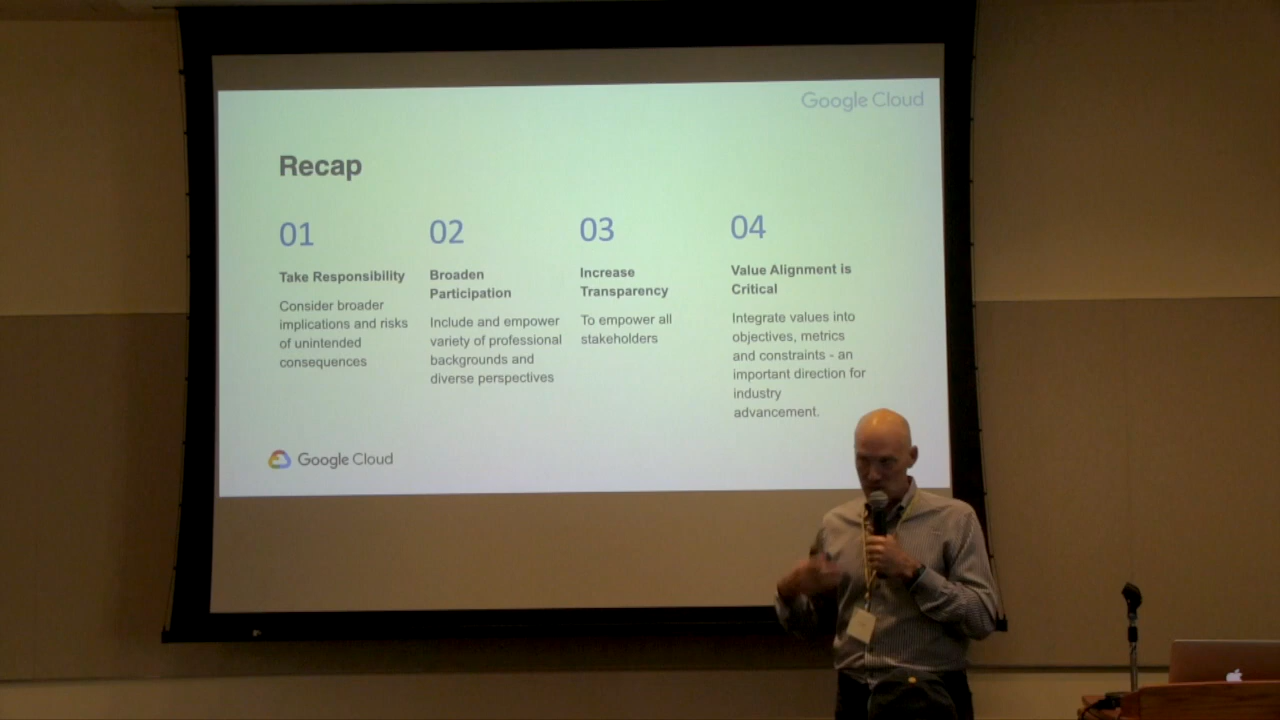 Google Cloud
Recap
01
Take Responsibility
Consider broader
implications and risks
of unintended
consequences
02
Broaden
Participation
Include and empower
variety of professional
backgrounds and
diverse perspectives
03
Increase
Transparency
To empower all
stakeholders
04
Value Alignment is
Critical
Integrate values into
objectives, metrics
and constraints - an
important direction for
industry
advancement.
Google Cloud